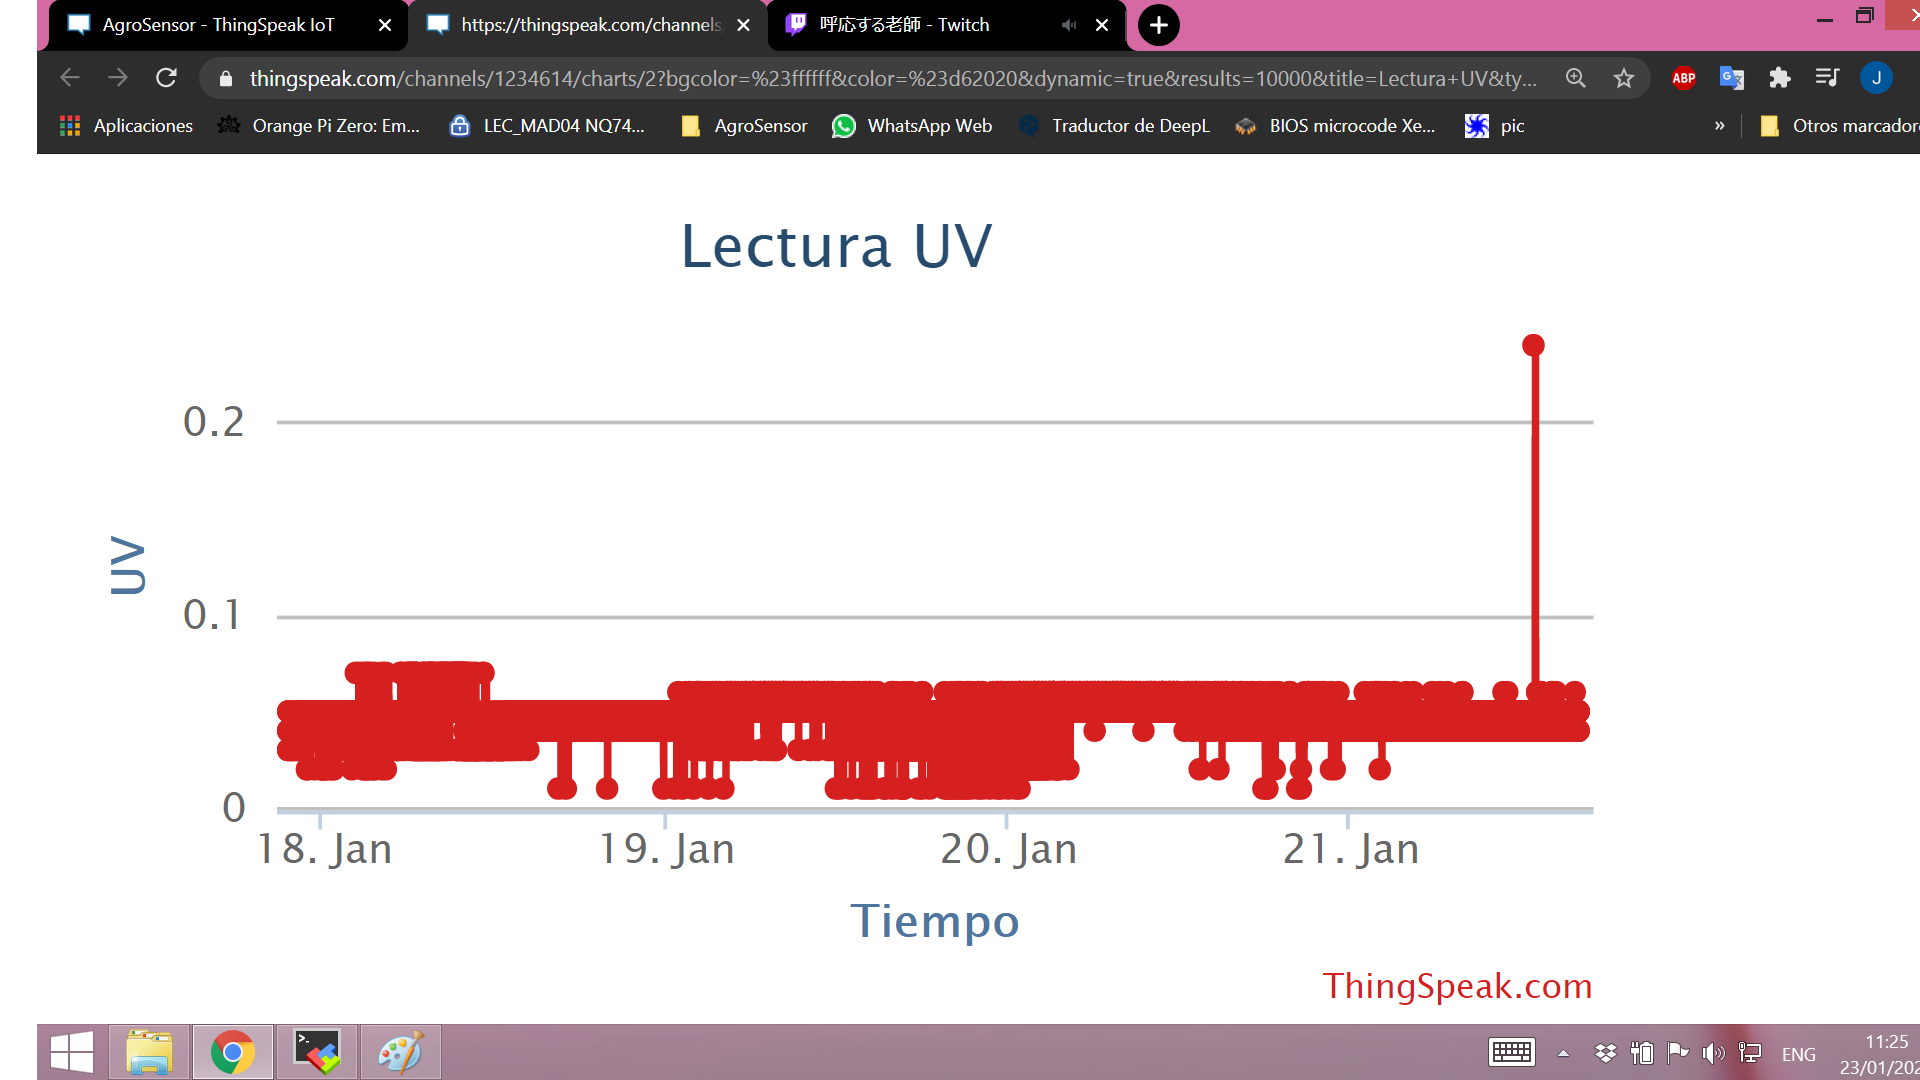 AgroSensor - ThingSpeak IoT
https://thingspeak.com/channels
呼応する老師 - Twitch
thingspeak.com/channels/1234614/charts/2?bgcolor=%23ffffff&color=%23d62020&dynamic=true&results=10000&title=Lectura+UV&ty...
ABP
J
Aplicaciones
Orange Pi Zero: Em...
LEC_MAD04 NQ74...
AgroSensor
WhatsApp Web
Traductor de DeepL
BIOS microcode Xe...
pic
»
Otros marcador
Lectura UV
UV
0.2
0.1
0
18. Jan
19. Jan
20. Jan
21. Jan
Tiempo
ThingSpeak.com
ENG
11:25
23/01/202